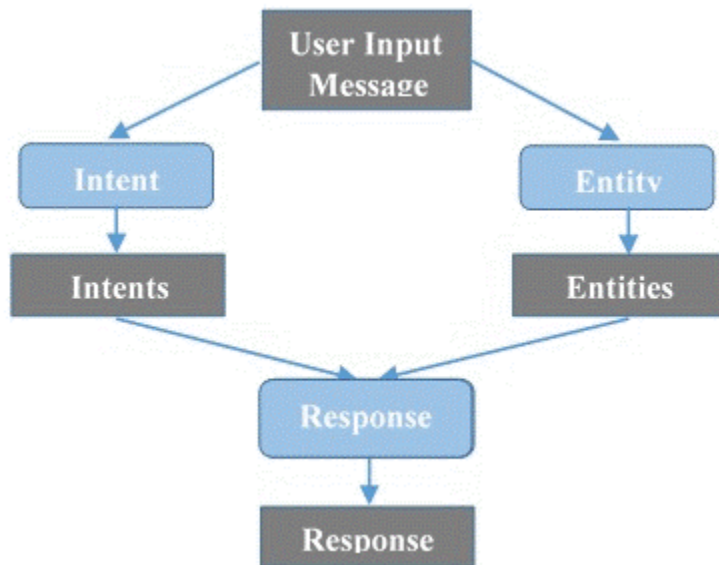 User Input
Message
Intent
Entity
Intents
Entities
Response
Response